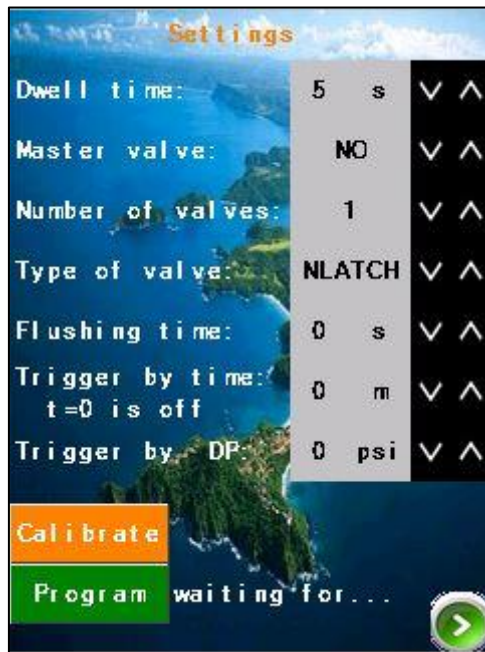 Settings
Dwell time: 5 s
Master valve: NO
Number of valves: 1
Type of valve: NLATCH
Flushing time: 0 s
Trigger by time: 0 m
t=0 is off
Trigger by DP: 0 psi
Calibrate
Program waiting for...